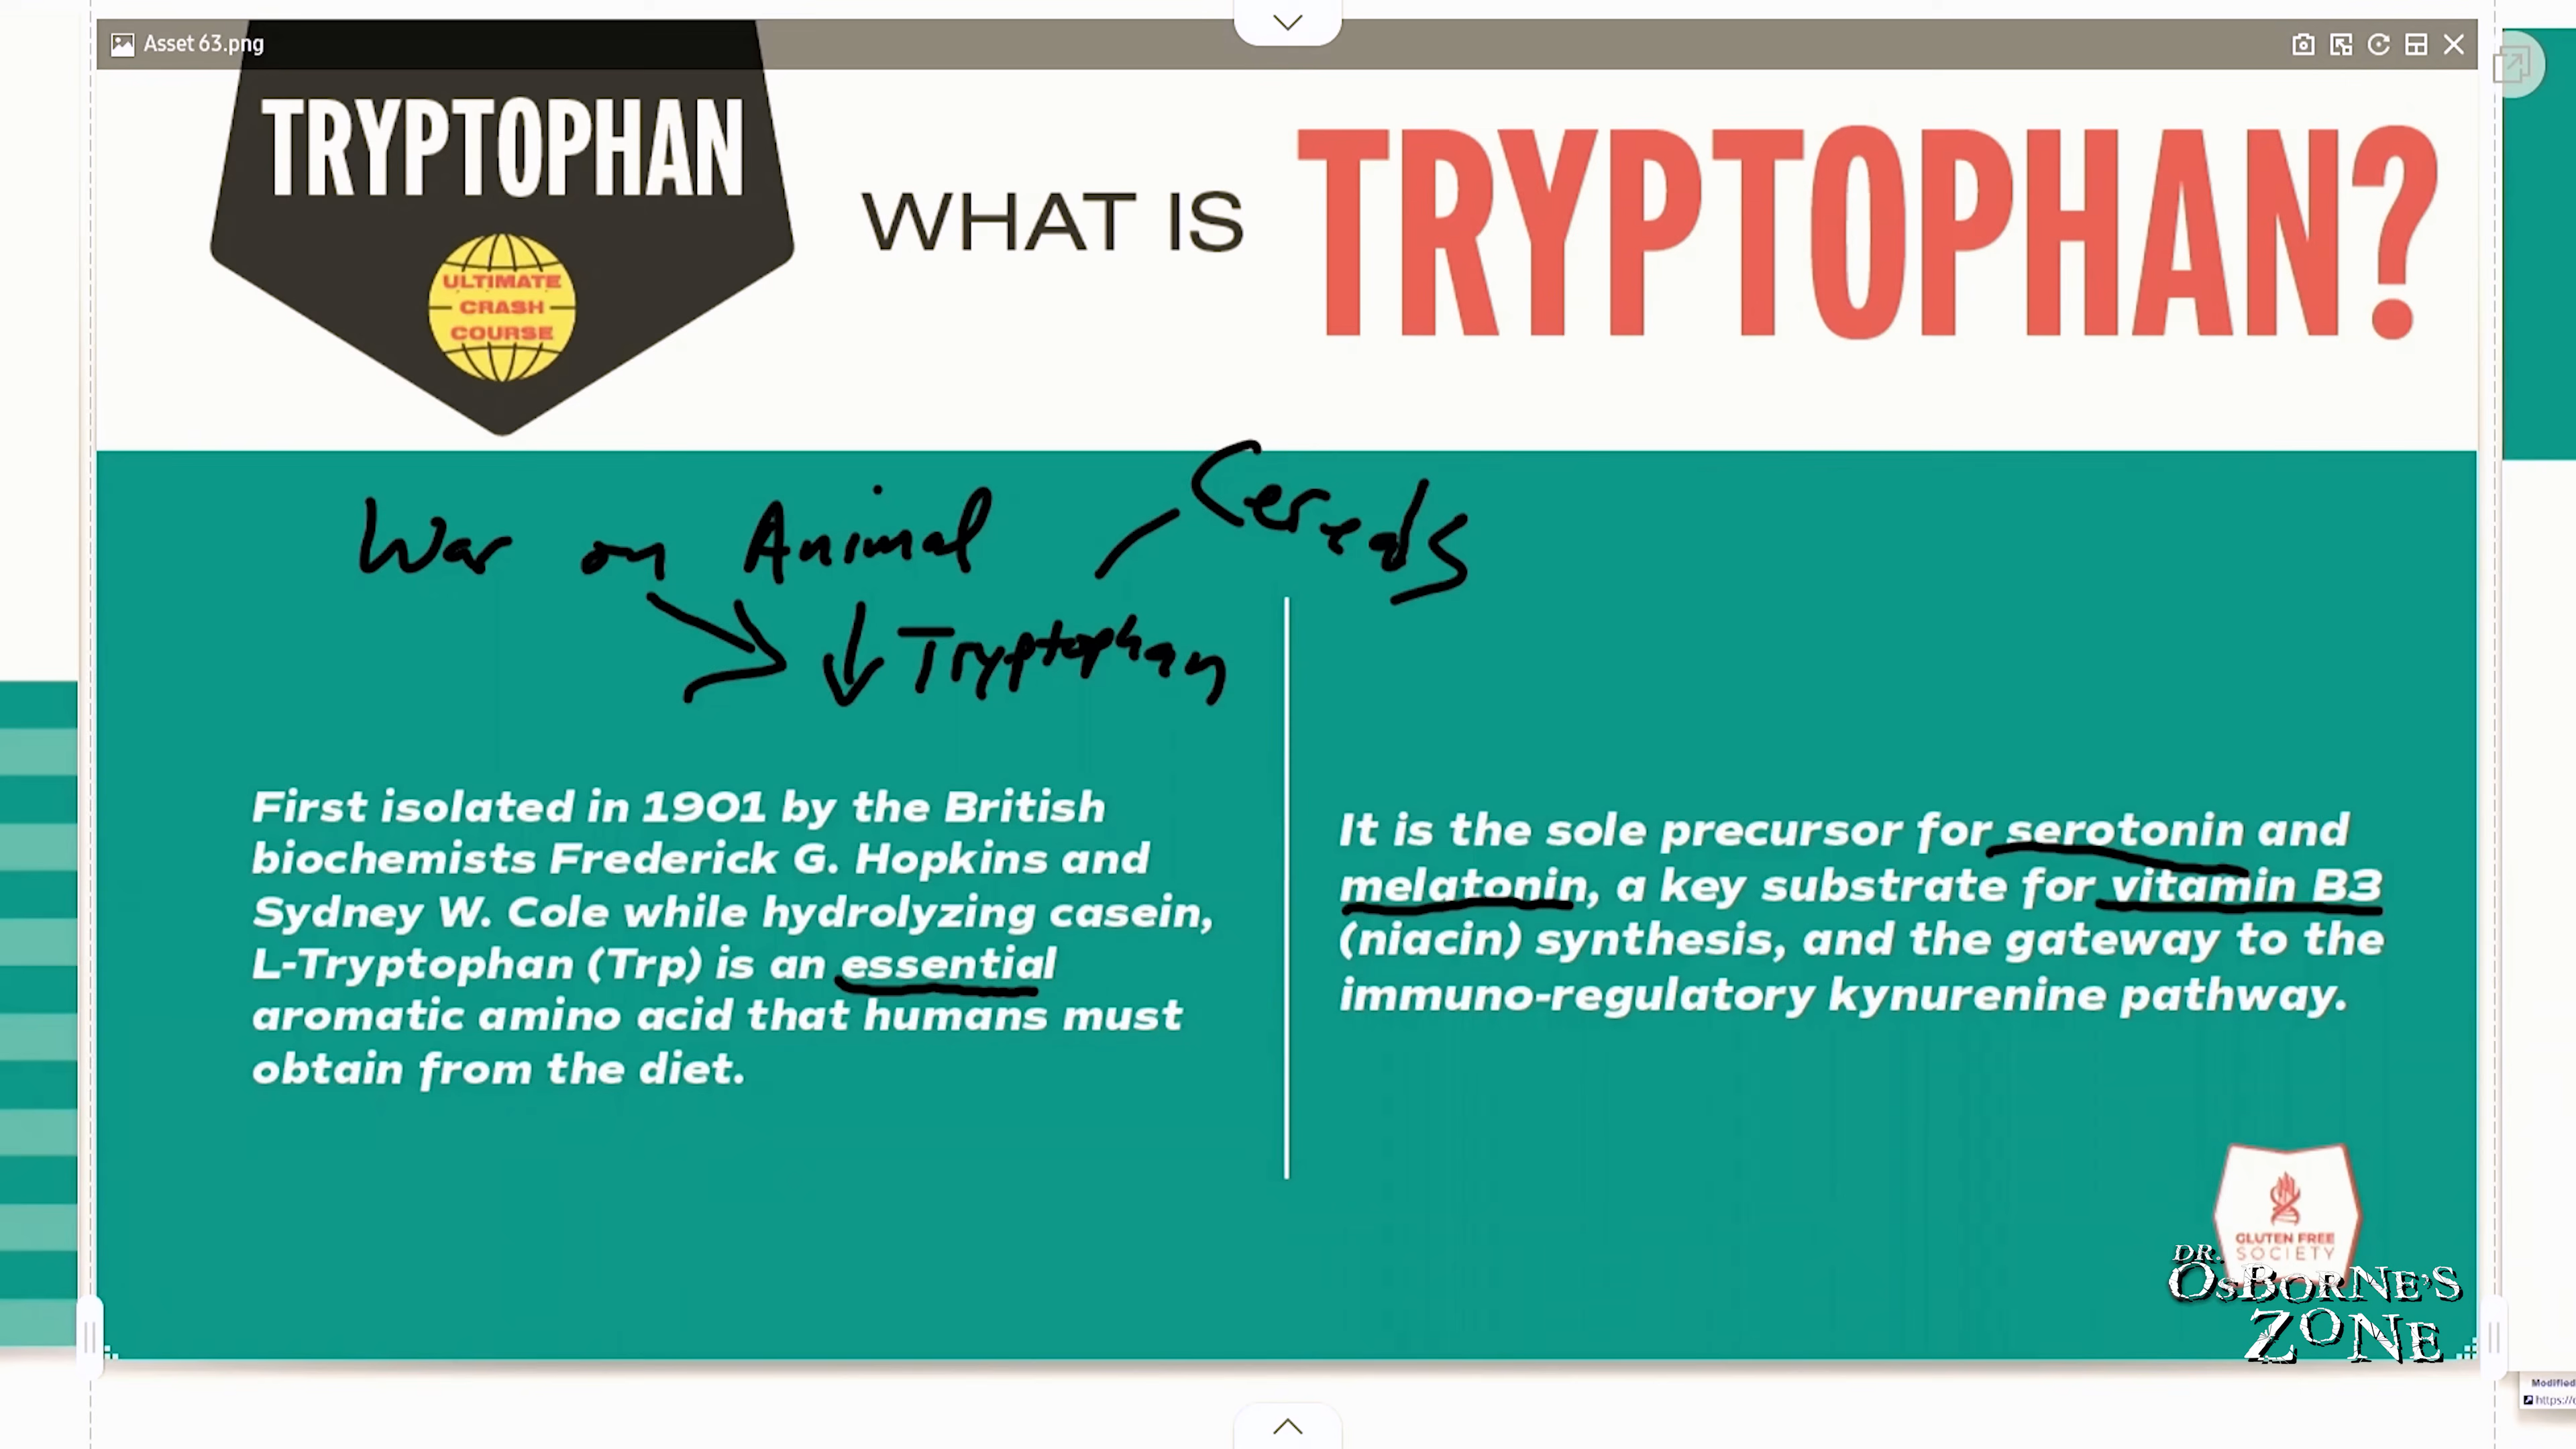 Asset 63.png
TRYPTOPHAN
ULTIMATE
CRASH
COURSE
WHAT IS TRYPTOPHAN?
War on Animal
Cereals
↓ Tryptophan
First isolated in 1901 by the British
biochemists Frederick G. Hopkins and
Sydney W. Cole while hydrolyzing casein,
L-Tryptophan (Trp) is an essential
aromatic amino acid that humans must
obtain from the diet.
It is the sole precursor for serotonin and
melatonin, a key substrate for vitamin B3
(niacin) synthesis, and the gateway to the
immuno-regulatory kynurenine pathway.
GLUTEN FREE
SOCIETY
DR.
OSBORNE'S
ZONE
Modified